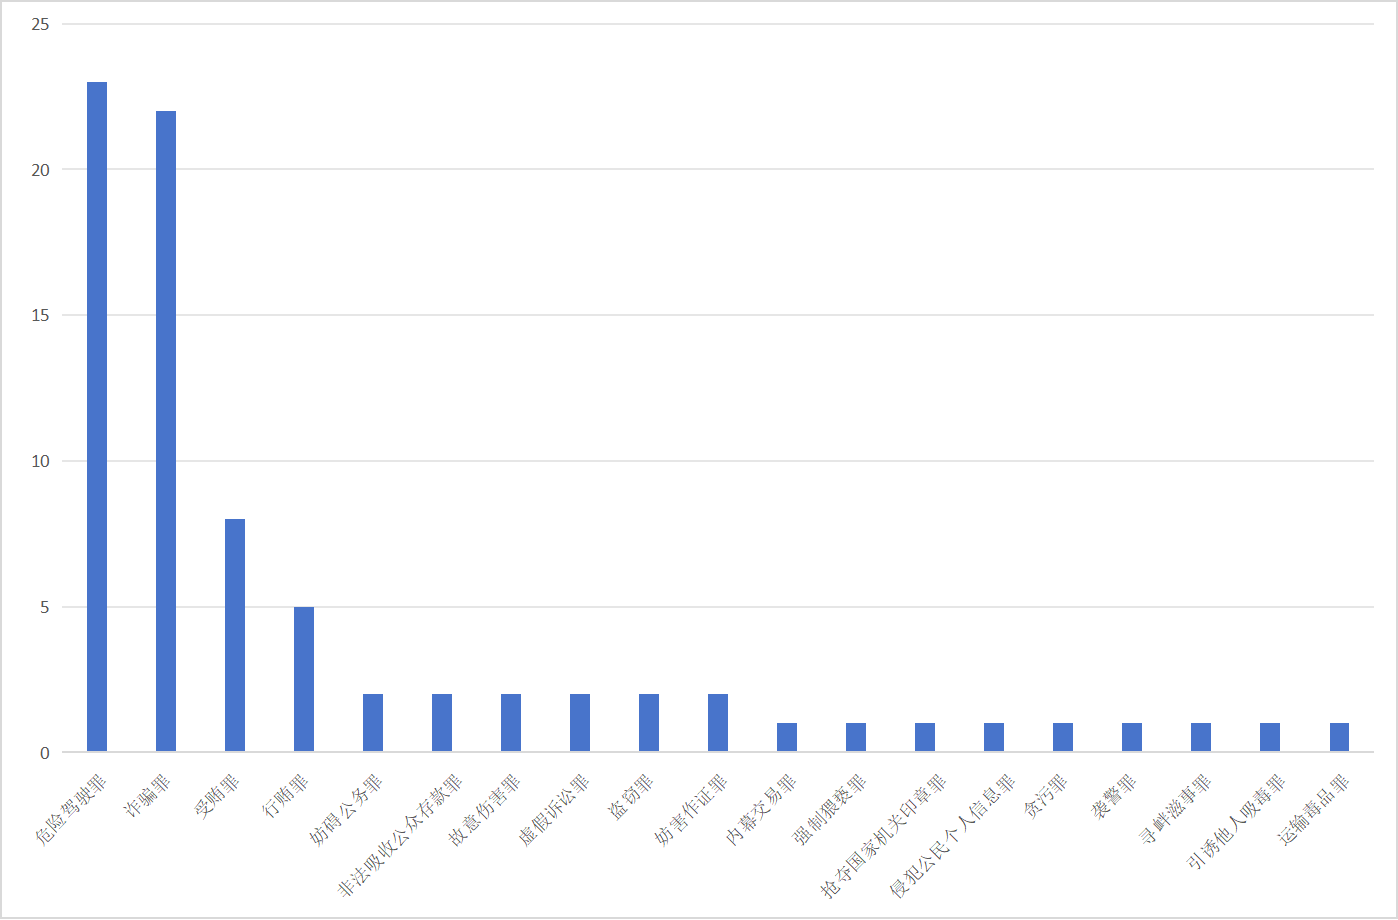 25
20
15
10
5
0
危险驾驶罪
诈骗罪
受贿罪
行贿罪
妨碍公务罪
非法吸收公众存款罪
故意伤害罪
虚假诉讼罪
盗窃罪
妨害作证罪
内幕交易罪
强制猥亵罪
抢夺国家机关印章罪
侵犯公民个人信息罪
贪污罪
袭警罪
寻衅滋事罪
引诱他人吸毒罪
运输毒品罪